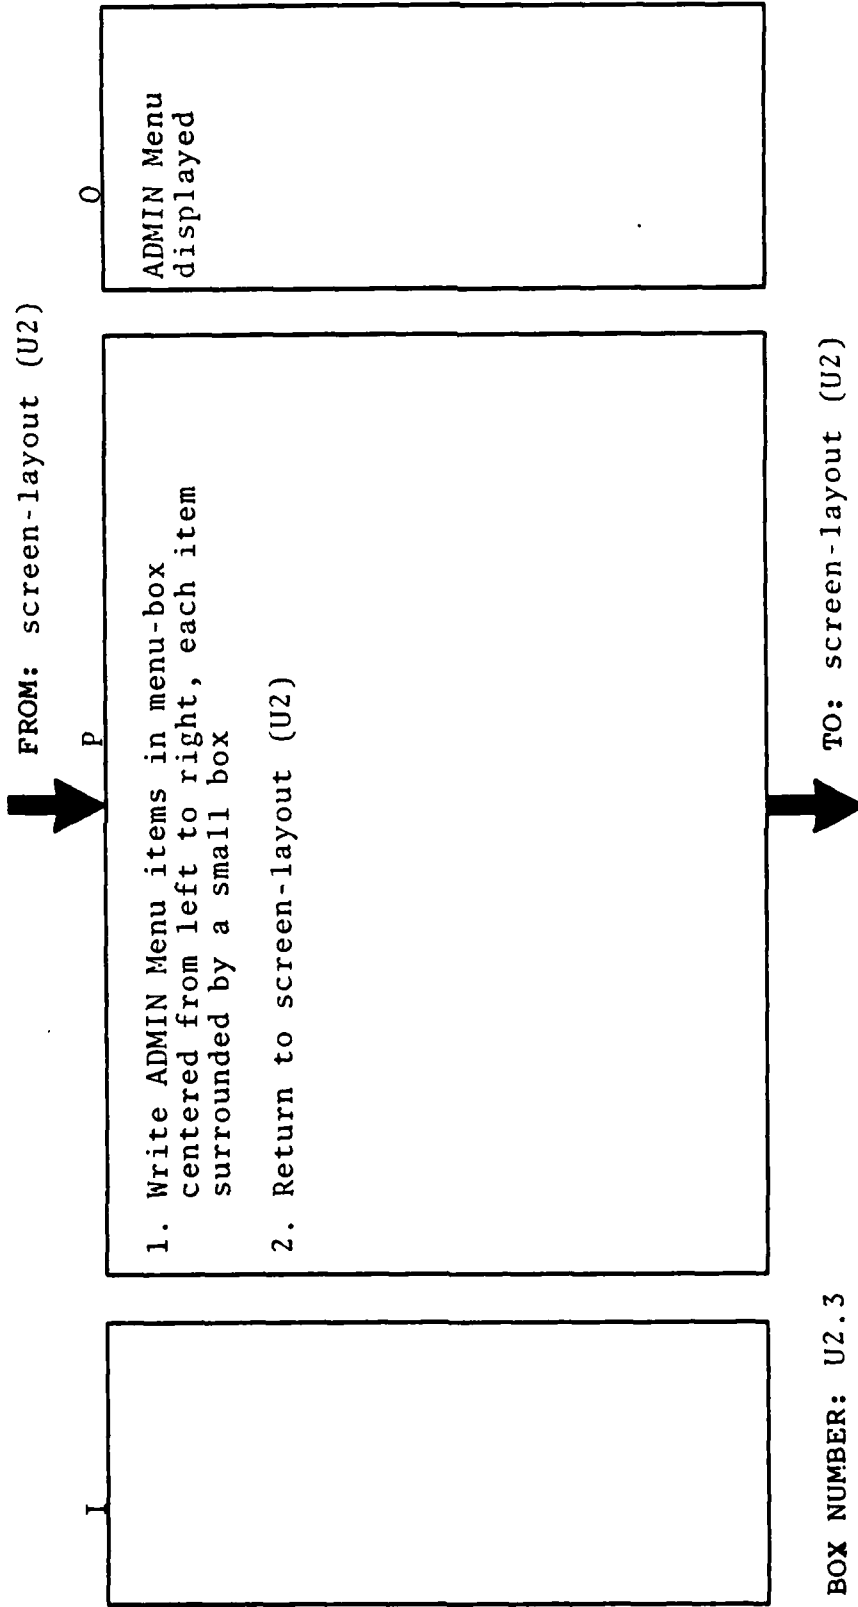 FROM: screen-layout (U2)
I
P
O
1. Write ADMIN Menu items in menu-box
centered from left to right, each item
surrounded by a small box
2. Return to screen-layout (U2)
ADMIN Menu
displayed
BOX NUMBER: U2.3
TO: screen-layout (U2)